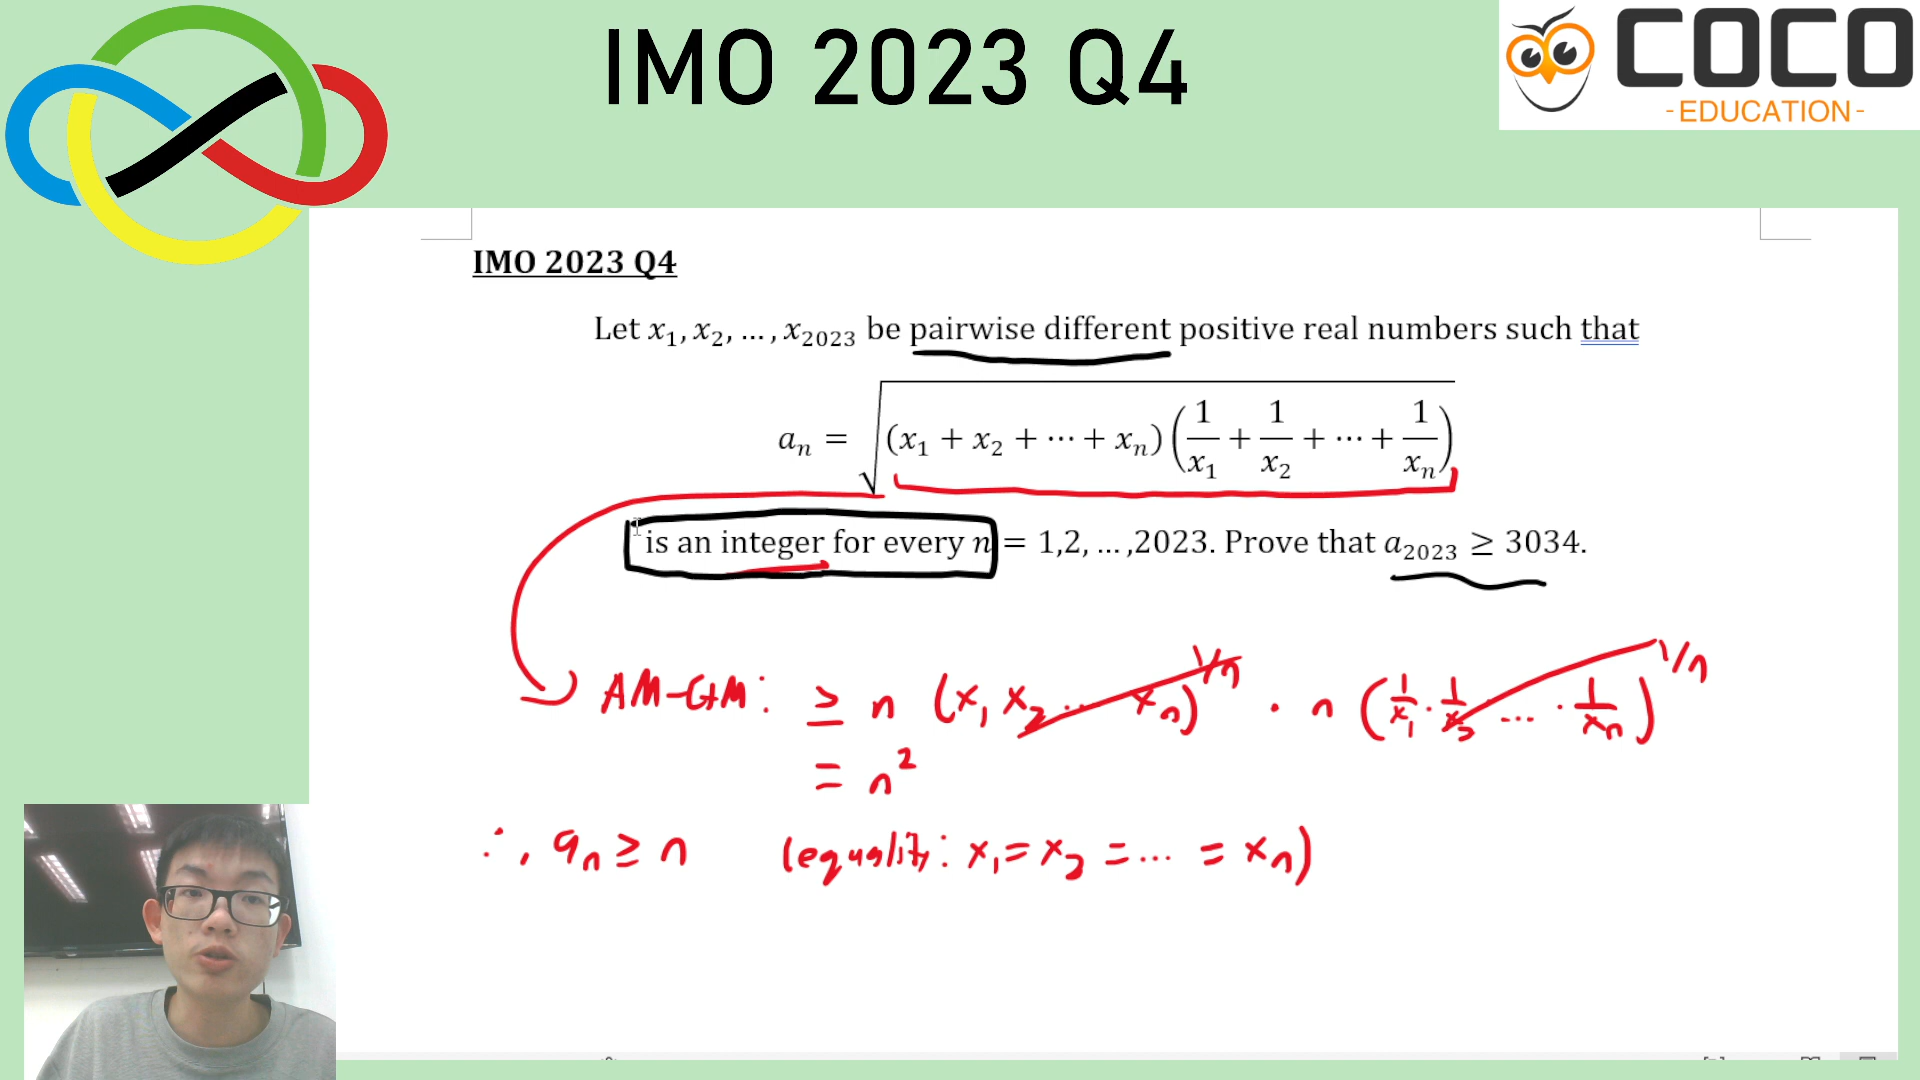 IMO 2023 Q4
COCO
-EDUCATION-
IMO 2023 Q4
Let x₁, x₂, … , x₂₀₂₃ be pairwise different positive real numbers such that
aₙ = √((x₁ + x₂ + ⋯ + xₙ)(1/x₁ + 1/x₂ + ⋯ + 1/xₙ))
is an integer for every n = 1,2, … ,2023. Prove that a₂₀₂₃ ≥ 3034.
AM-GM: ≥ n (x₁ x₂ ... xₙ)^1/n · n (1/x₁ · 1/x₂ · ... · 1/xₙ)^1/n
= n²
∴ aₙ ≥ n (equality: x₁ = x₂ = ... = xₙ)